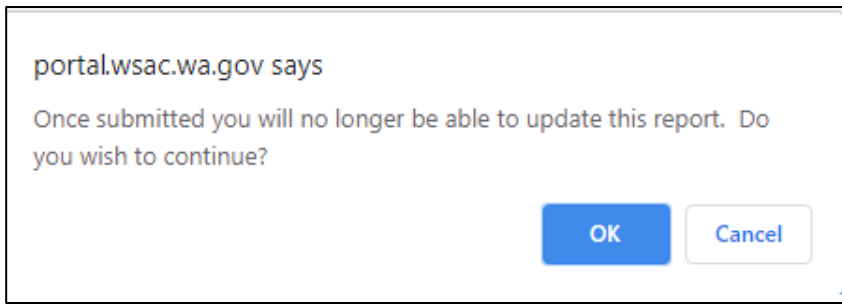 portal.wsac.wa.gov says
Once submitted you will no longer be able to update this report.  Do
you wish to continue?
OK
Cancel